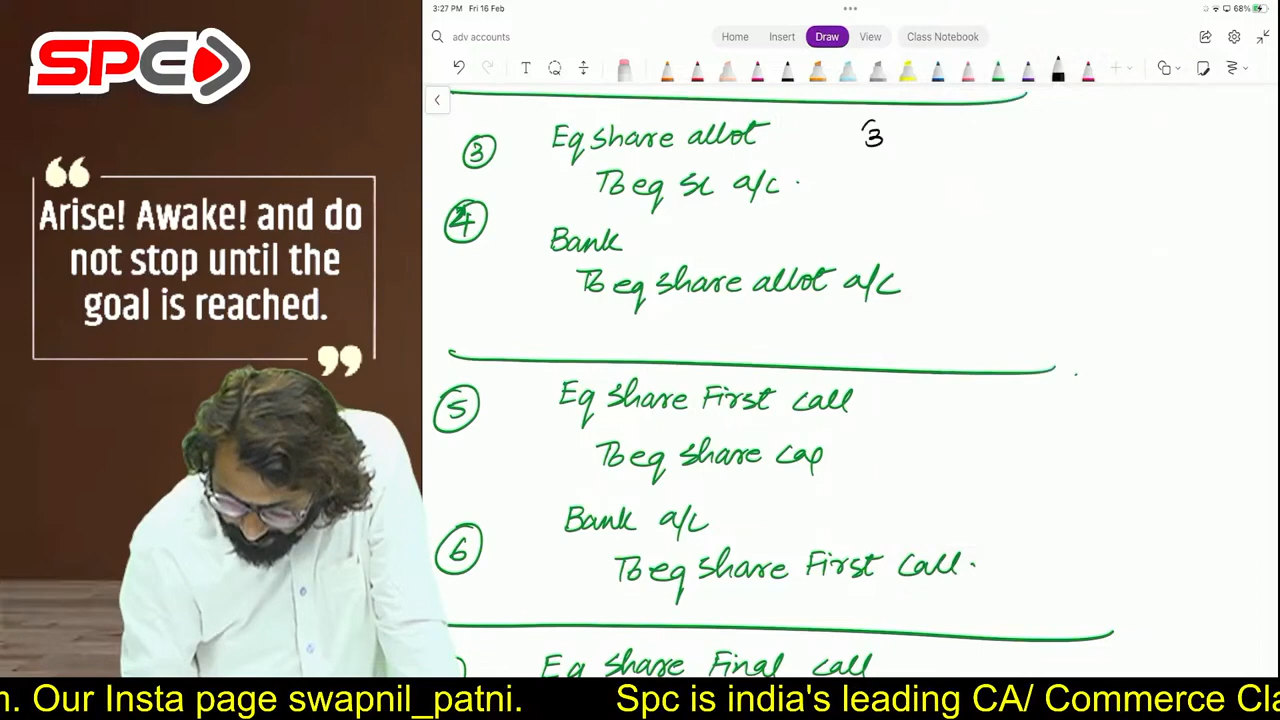 3:27 PM Fri 16 Feb
68%
adv accounts
Home Insert Draw View Class Notebook
SPC
Arise! Awake! and do
not stop until the
goal is reached.
③ Eq share allot 3
To eq sc a/c.
④ Bank
To eq share allot a/c
⑤ Eq share First call
To eq share cap
⑥ Bank a/c
To eq share First call.
Eq share Final call
n. Our Insta page swapnil_patni. Spc is india's leading CA/ Commerce Cla